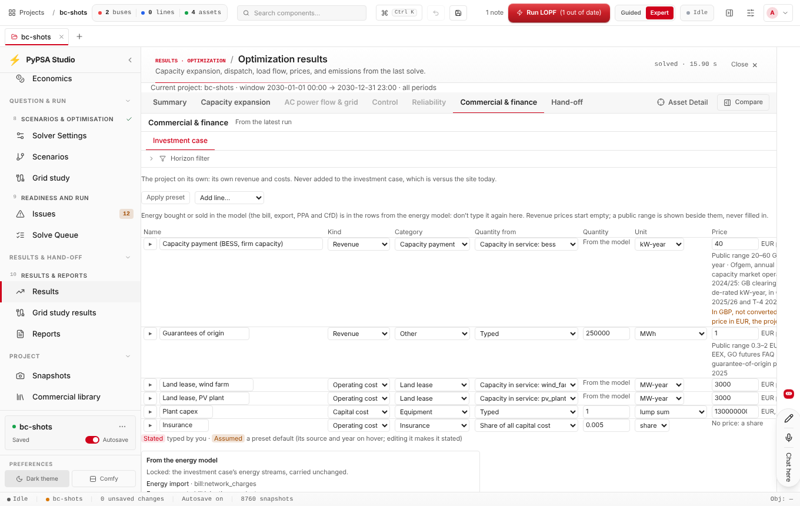 Projects / bc-shots 2 buses 0 lines 4 assets Search components... Ctrl K 1 note Run LOPF (1 out of date) Guided Expert Idle A
bc-shots
PyPSA Studio
Economics
QUESTION & RUN
SCENARIOS & OPTIMISATION
Solver Settings
Scenarios
Grid study
READINESS AND RUN
Issues 12
Solve Queue
RESULTS & HAND-OFF
RESULTS & REPORTS
Results
Grid study results
Reports
PROJECT
Snapshots
Commercial library
bc-shots
Saved Autosave
PREFERENCES
Dark theme Comfy
RESULTS · OPTIMIZATION / Optimization results
Capacity expansion, dispatch, load flow, prices, and emissions from the last solve.
solved · 15.90 s Close
Current project: bc-shots · window 2030-01-01 00:00 → 2030-12-31 23:00 · all periods
Summary Capacity expansion AC power flow & grid Control Reliability Commercial & finance Hand-off Asset Detail Compare
Commercial & finance From the latest run
Investment case
Horizon filter
The project on its own: its own revenue and costs. Never added to the investment case, which is versus the site today.
Apply preset Add line...
Energy bought or sold in the model (the bill, export, PPA and CfD) is in the rows from the energy model: don't type it again here. Revenue prices start empty; a public range is shown beside them, never filled in.
Name Kind Category Quantity from Quantity Unit Price
Capacity payment (BESS, firm capacity) Revenue Capacity payment Capacity in service: bess From the model kW-year 40 EUR
Public range 20–60 G
year · Ofgem, annual
capacity market oper
2024/25: GB clearing
de-rated kW-year, in
2025/26 and T-4 202
In GBP, not converted
price in EUR, the proje
Guarantees of origin Revenue Other Typed 250000 MWh 1 EUR
Public range 0.3–2 EU
EEX, GO futures FAQ
guarantee-of-origin p
2025
Land lease, wind farm Operating cost Land lease Capacity in service: wind_far From the model MW-year 3000 EUR
Land lease, PV plant Operating cost Land lease Capacity in service: pv_plant From the model MW-year 3000 EUR
Plant capex Capital cost Equipment Typed 1 lump sum 13000000 EUR,
Insurance Operating cost Insurance Share of all capital cost 0.005 share No price: a share
Stated typed by you · Assumed a preset default (its source and year on hover; editing it makes it stated)
From the energy model
Locked: the investment case's energy streams, carried unchanged.
Energy import · bill:network_charges
Chat here
Idle bc-shots 0 unsaved changes Autosave on 8760 snapshots Obj: —